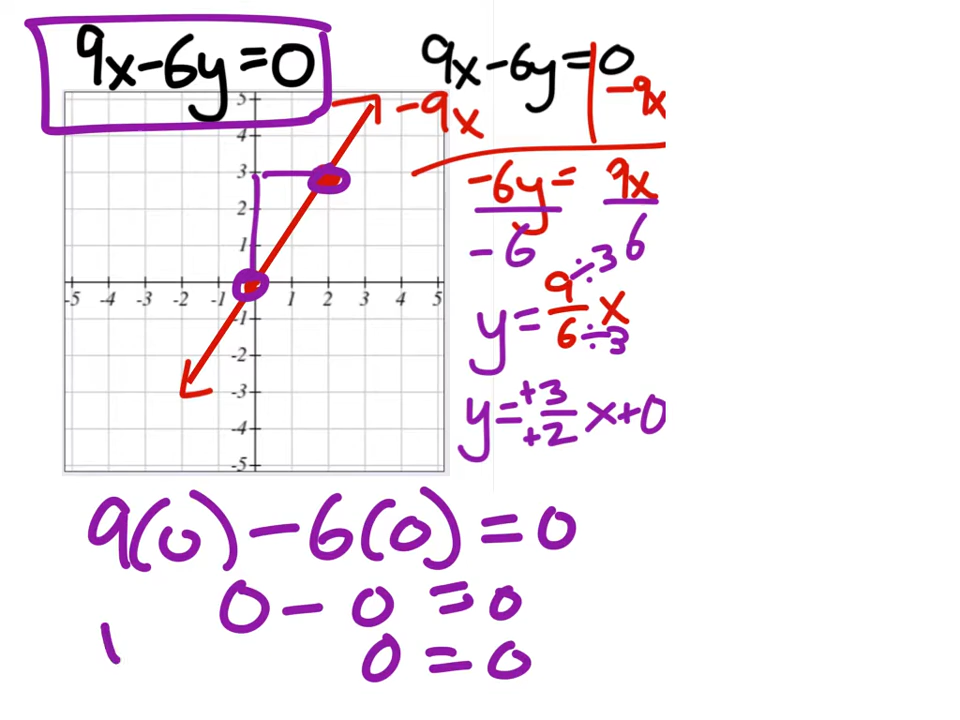 9x-6y=0
9x-6y=0
-9x -9x
-6y= 9x
-6 6
y= 9/6 x ÷3 ÷3
y= +3/+2 x+0
5
4
3
2
1
-5 -4 -3 -2 -1 1 2 3 4 5
-1
-2
-3
-4
-5
9(0)-6(0)=0
0-0=0
0=0